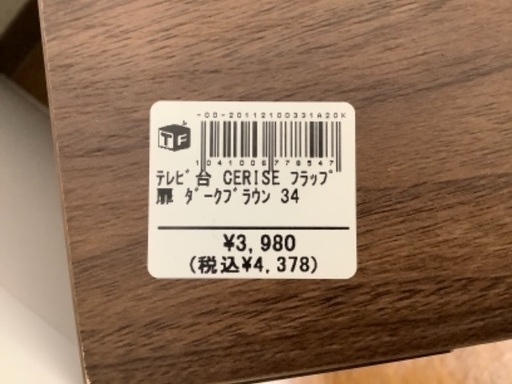 -00-20112100331A20K
TF
1041006778547
ﾃﾚﾋﾞ台 CERISE ﾌﾗｯﾌﾟ
扉 ﾀﾞｰｸﾌﾞﾗｳﾝ 34
¥3,980
(税込¥4,378)